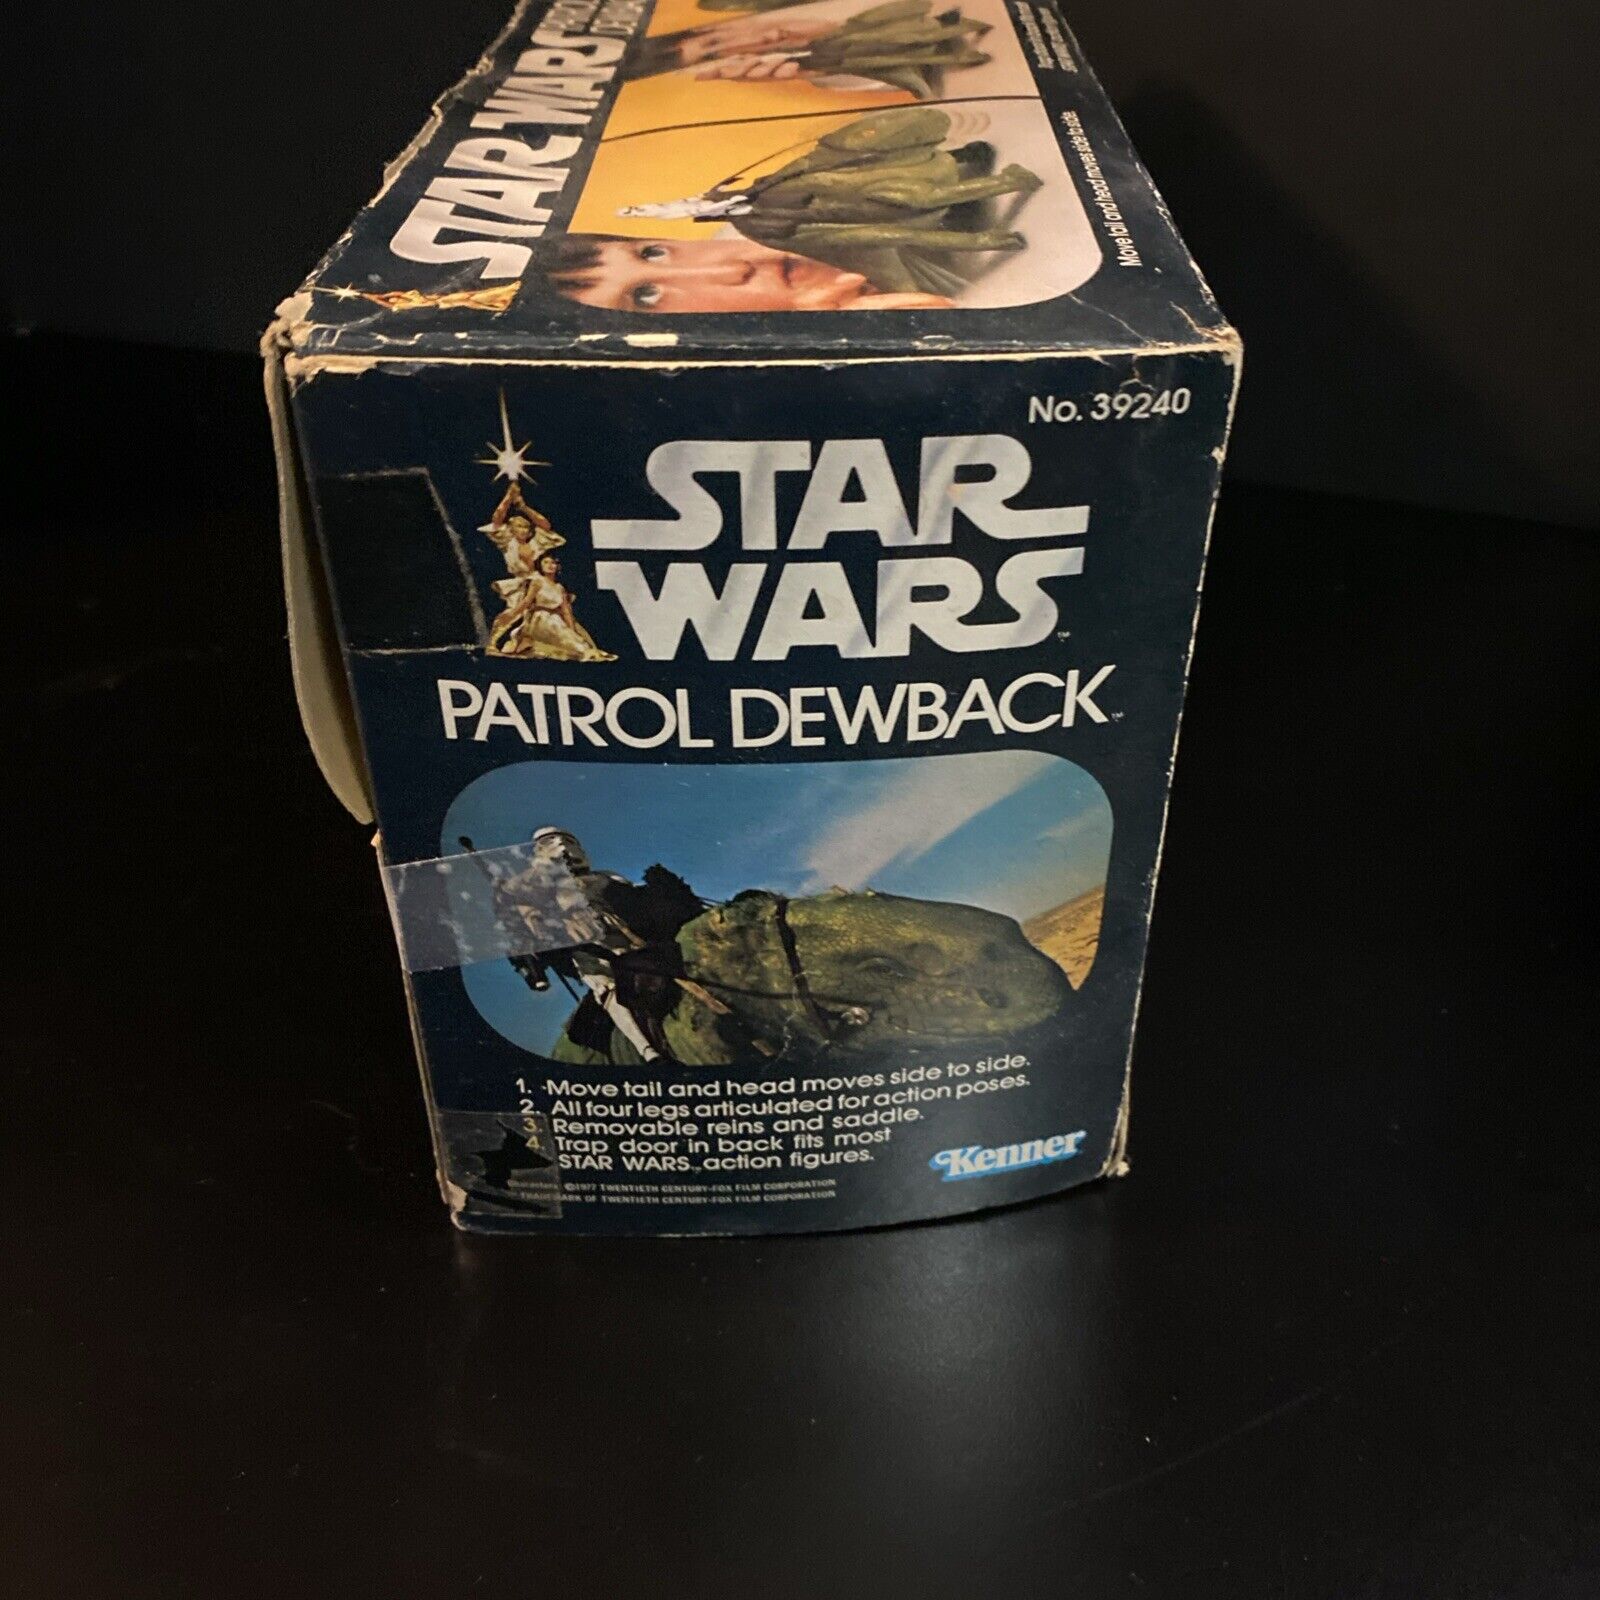 STAR WARS
Move tail and head moves side to side.
No. 39240
STAR
WARS™
PATROL DEWBACK™
1. Move tail and head moves side to side.
2. All four legs articulated for action poses.
3. Removable reins and saddle.
4. Trap door in back fits most
STAR WARS™ action figures.
Kenner
©1977 TWENTIETH CENTURY-FOX FILM CORPORATION
TRADEMARK OF TWENTIETH CENTURY-FOX FILM CORPORATION